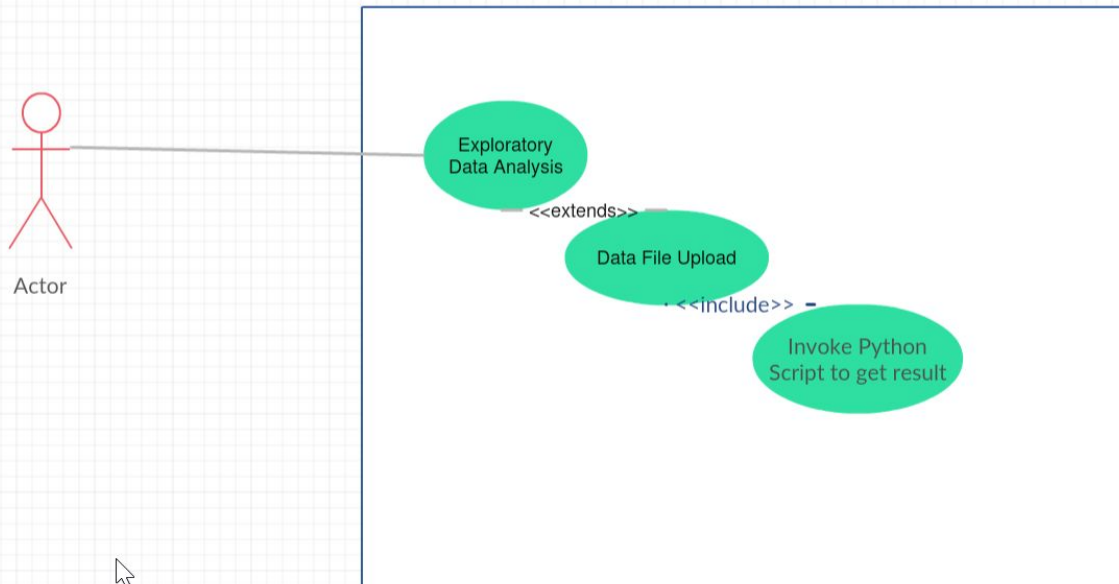 Exploratory
Data Analysis
<<extends>>
Data File Upload
<<include>>
Actor
Invoke Python
Script to get result